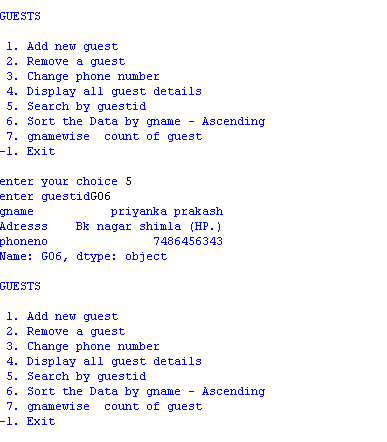 GUESTS
1. Add new guest
2. Remove a guest
3. Change phone number
4. Display all guest details
5. Search by guestid
6. Sort the Data by gname - Ascending
7. gnamewise  count of guest
-1. Exit
enter your choice 5
enter guestidG06
gname           priyanka prakash
Adresss    Bk nagar shimla (HP.)
phoneno               7486456343
Name: G06, dtype: object
GUESTS
1. Add new guest
2. Remove a guest
3. Change phone number
4. Display all guest details
5. Search by guestid
6. Sort the Data by gname - Ascending
7. gnamewise  count of guest
-1. Exit